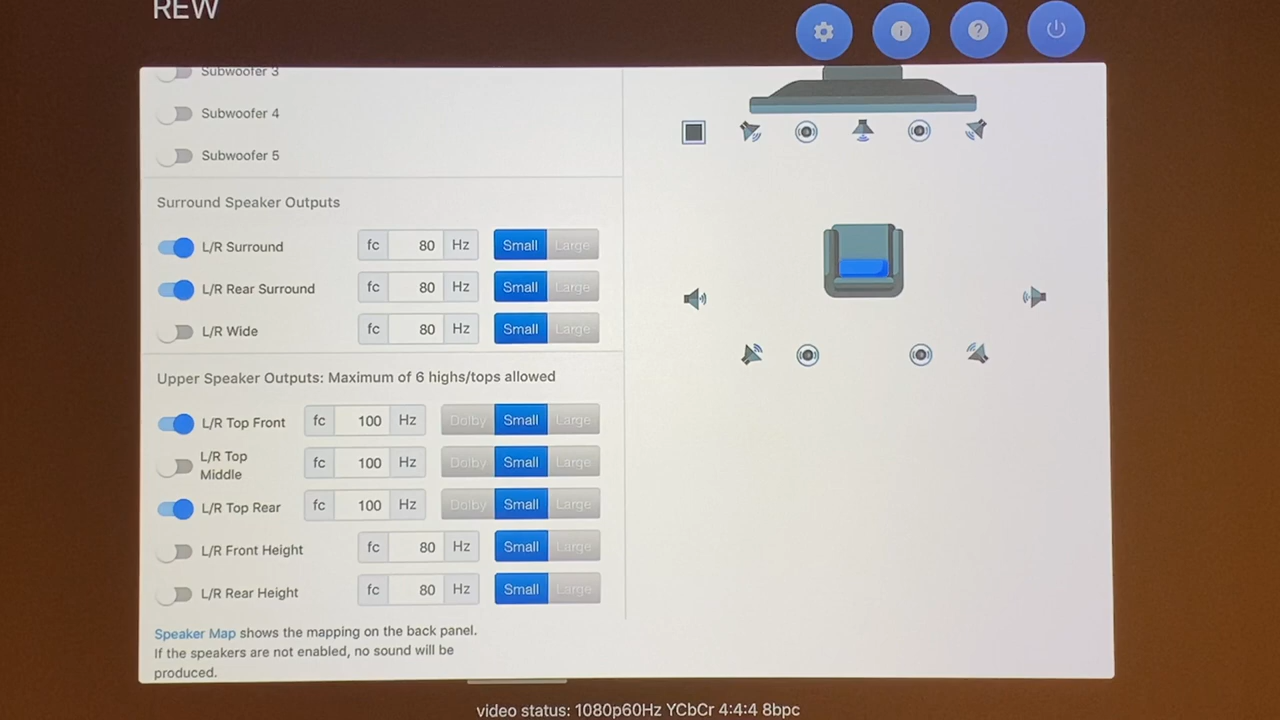 REW
Subwoofer 3
Subwoofer 4
Subwoofer 5
Surround Speaker Outputs
L/R Surround fc 80 Hz Small Large
L/R Rear Surround fc 80 Hz Small Large
L/R Wide fc 80 Hz Small Large
Upper Speaker Outputs: Maximum of 6 highs/tops allowed
L/R Top Front fc 100 Hz Dolby Small Large
L/R Top
Middle fc 100 Hz Dolby Small Large
L/R Top Rear fc 100 Hz Dolby Small Large
L/R Front Height fc 80 Hz Small Large
L/R Rear Height fc 80 Hz Small Large
Speaker Map shows the mapping on the back panel.
If the speakers are not enabled, no sound will be
produced.
video status: 1080p60Hz YCbCr 4:4:4 8bpc